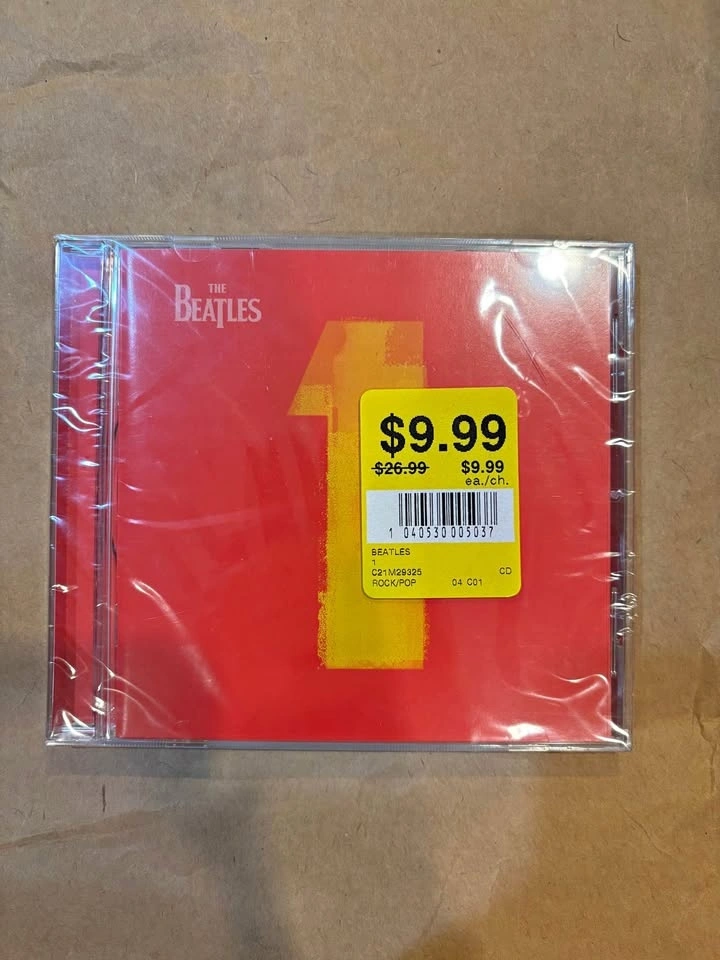 THE
BEATLES
1
$9.99
$26.99 $9.99
ea./ch.
1 040530 005037
BEATLES
1
C21M29325 CD
ROCK/POP 04 C01